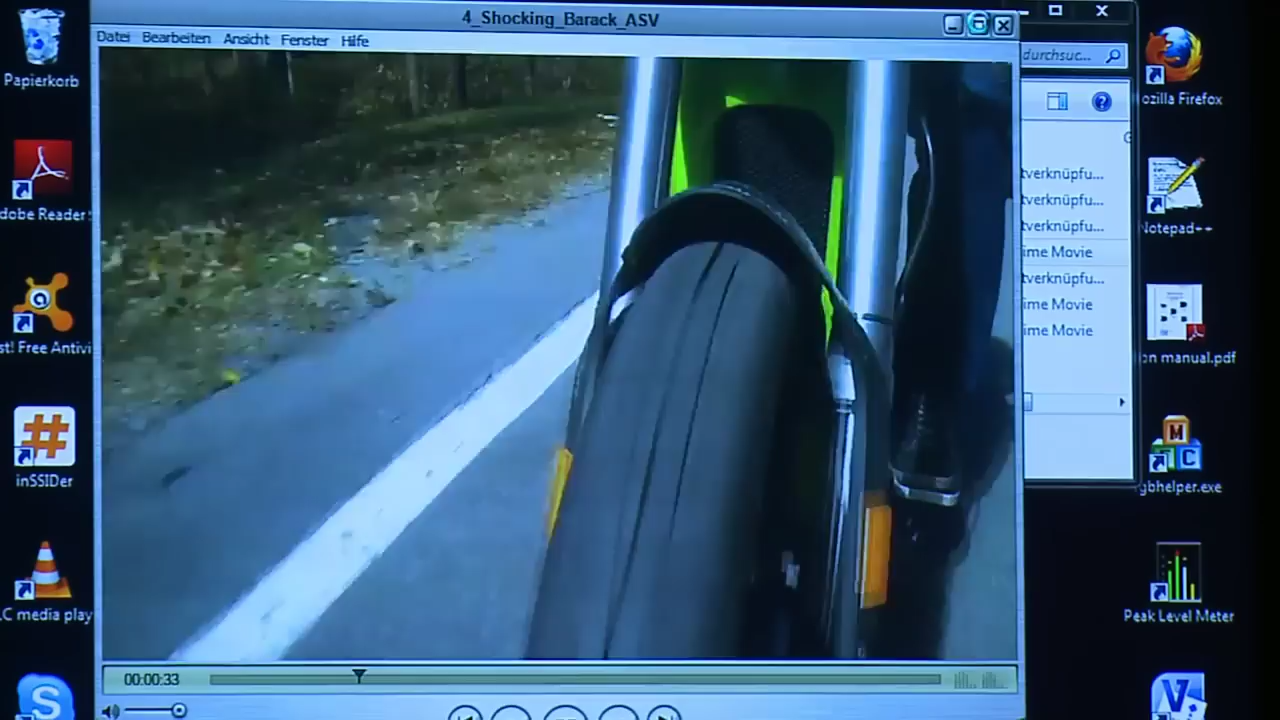 4_Shocking_Barack_ASV
Datei Bearbeiten Ansicht Fenster Hilfe
00:00:33
Papierkorb
dobe Reader
st! Free Antivi
inSSIDer
LC media play
durchsuc...
tverknüpfu...
tverknüpfu...
tverknüpfu...
ime Movie
tverknüpfu...
ime Movie
ime Movie
ozilla Firefox
Notepad++
on manual.pdf
M
C
gbhelper.exe
Peak Level Meter